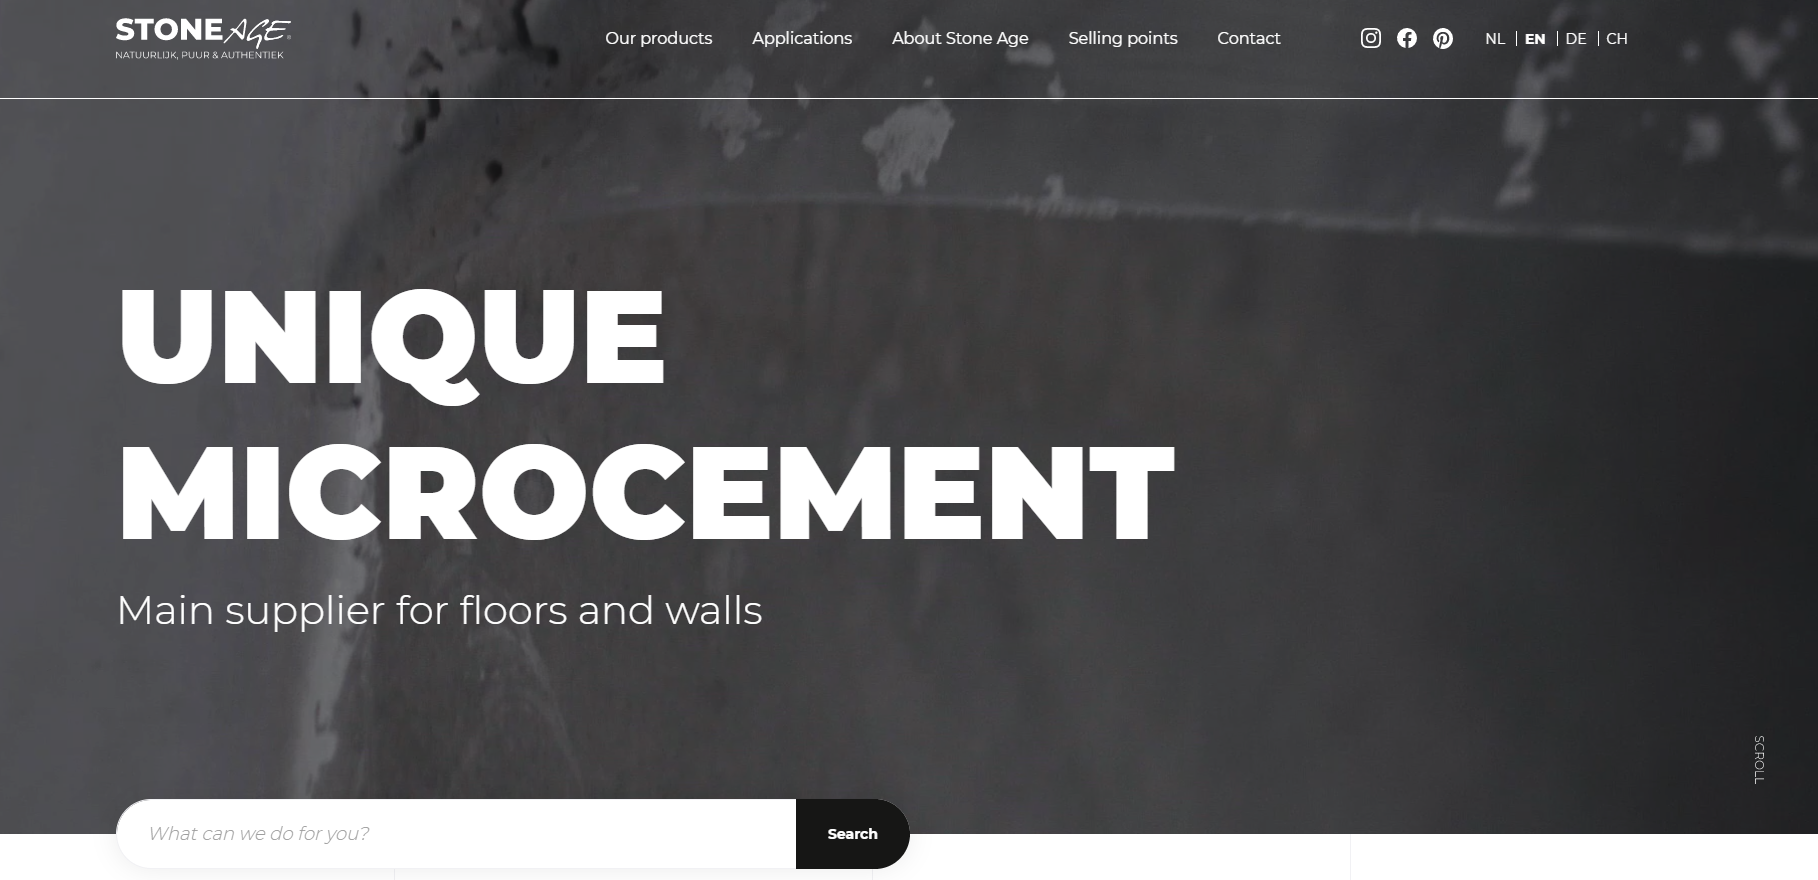 STONE AGE
NATUURLIJK, PUUR & AUTHENTIEK
Our products
Applications
About Stone Age
Selling points
Contact
NL | EN | DE | CH
UNIQUE
MICROCEMENT
Main supplier for floors and walls
SCROLL
What can we do for you?
Search